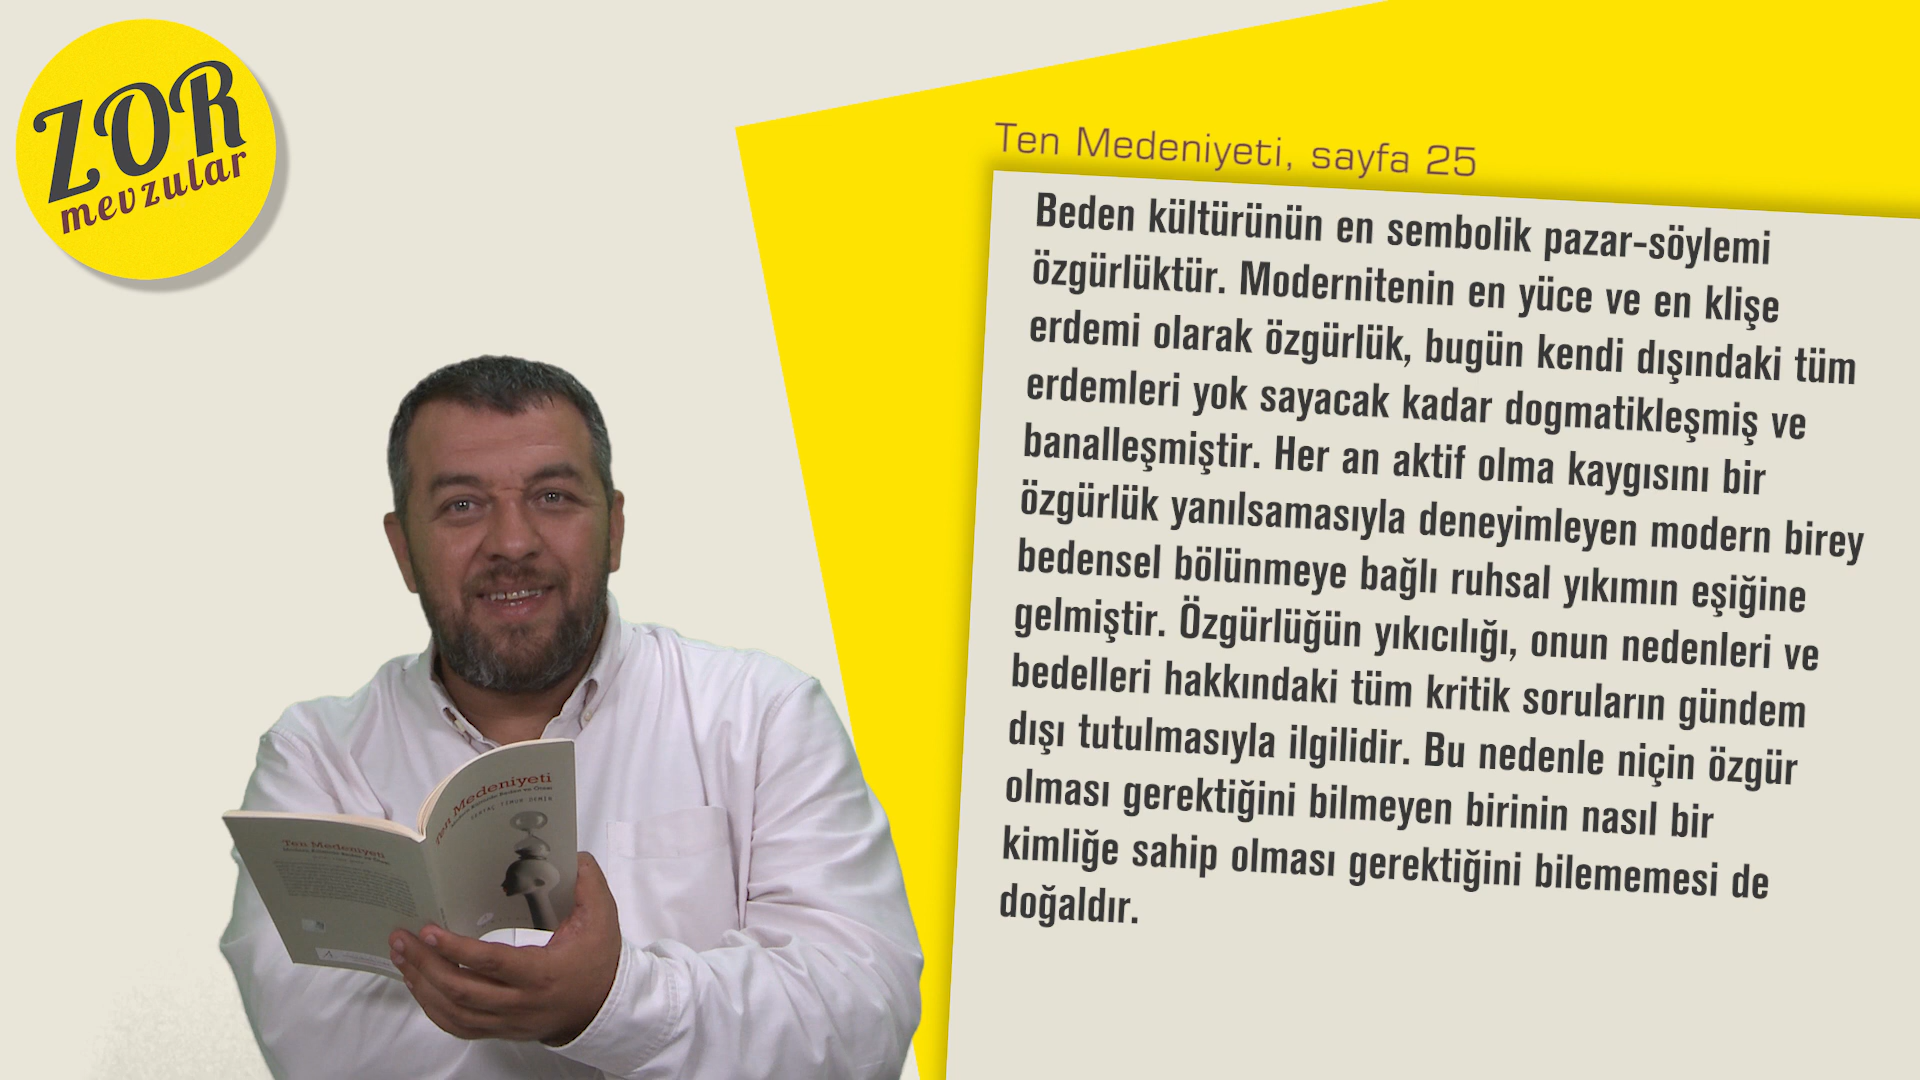 ZOR
mevzular
Ten Medeniyeti, sayfa 25
Beden kültürünün en sembolik pazar-söylemi
özgürlüktür. Modernitenin en yüce ve en klişe
erdemi olarak özgürlük, bugün kendi dışındaki tüm
erdemleri yok sayacak kadar dogmatikleşmiş ve
banalleşmiştir. Her an aktif olma kaygısını bir
özgürlük yanılsamasıyla deneyimleyen modern birey
bedensel bölünmeye bağlı ruhsal yıkımın eşiğine
gelmiştir. Özgürlüğün yıkıcılığı, onun nedenleri ve
bedelleri hakkındaki tüm kritik soruların gündem
dışı tutulmasıyla ilgilidir. Bu nedenle niçin özgür
olması gerektiğini bilmeyen birinin nasıl bir
kimliğe sahip olması gerektiğini bilememesi de
doğaldır.
Ten Medeniyeti
Ten Medeniyeti